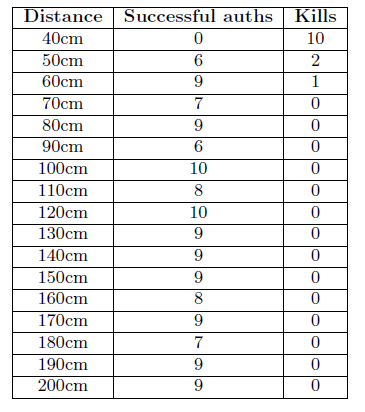 Distance Successful auths Kills
40cm 0 10
50cm 6 2
60cm 9 1
70cm 7 0
80cm 9 0
90cm 6 0
100cm 10 0
110cm 8 0
120cm 10 0
130cm 9 0
140cm 9 0
150cm 9 0
160cm 8 0
170cm 9 0
180cm 7 0
190cm 9 0
200cm 9 0